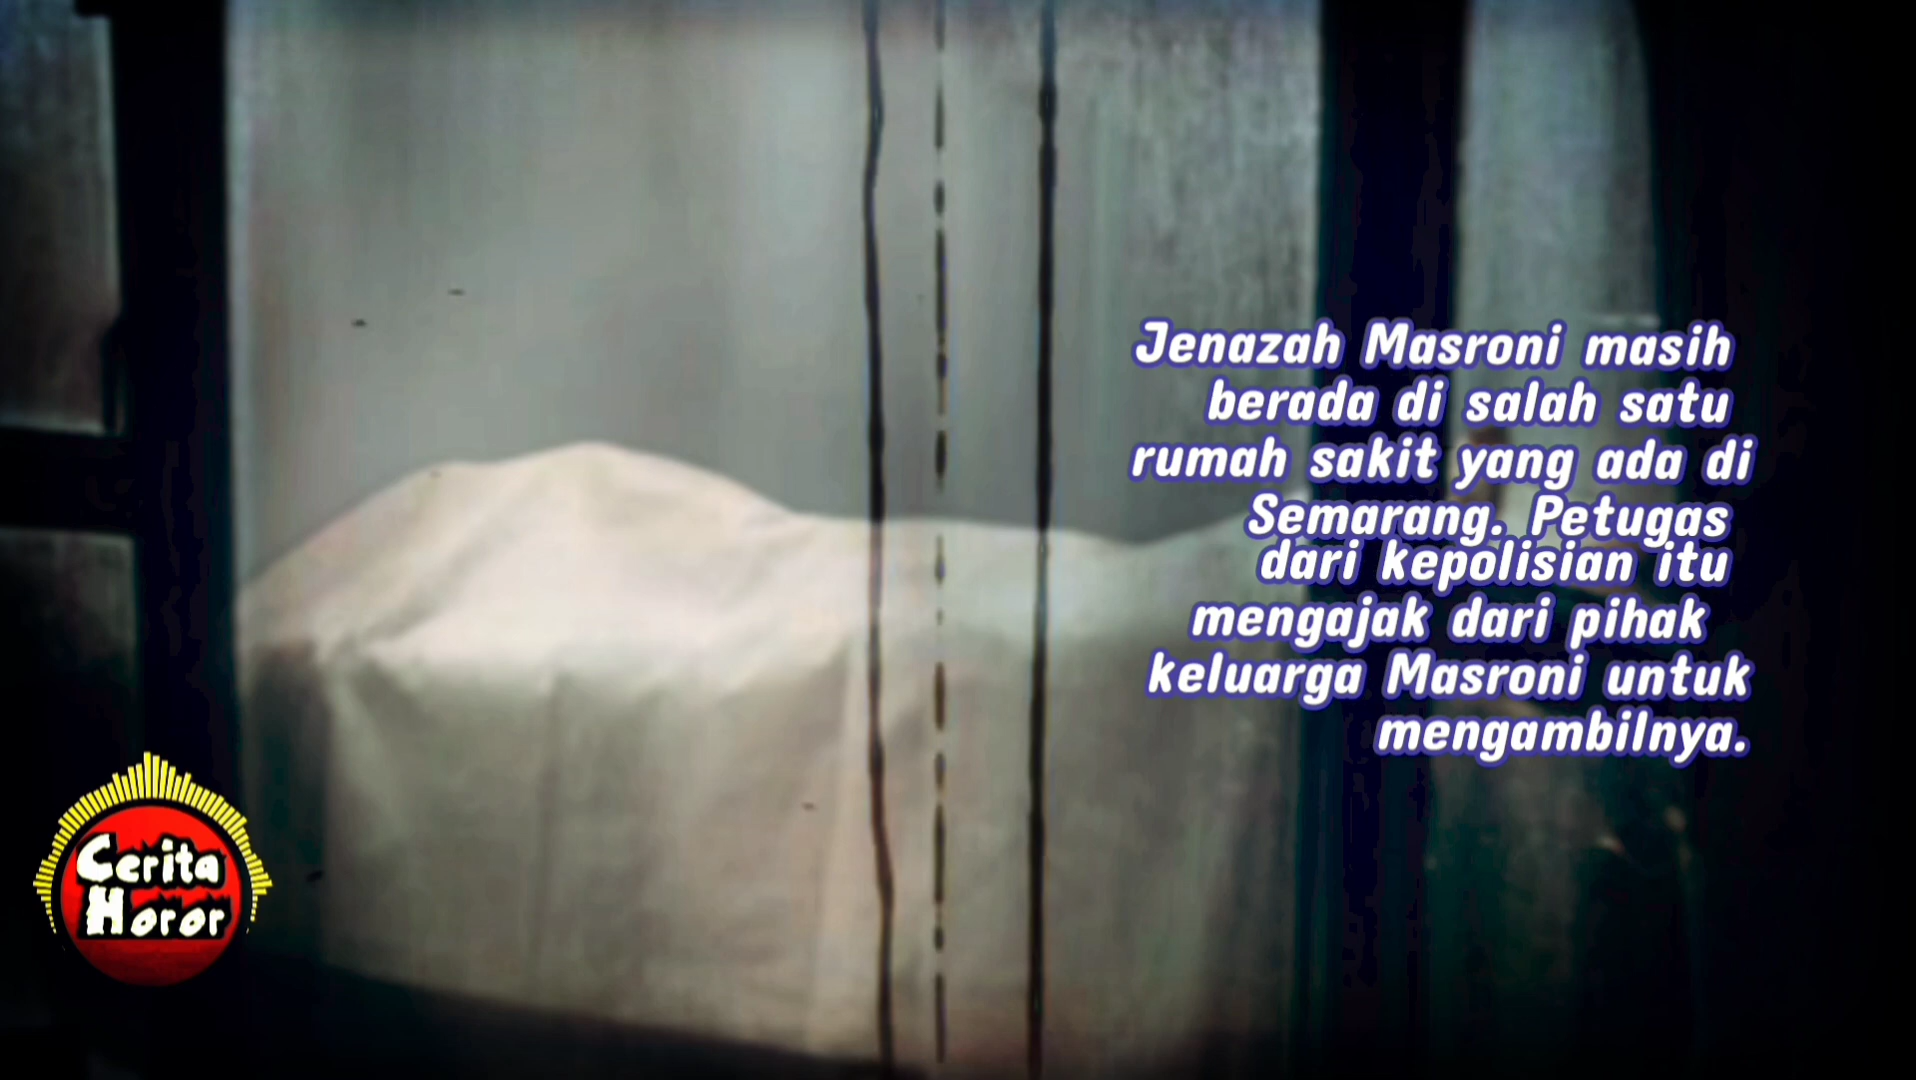 Jenazah Masroni masih
berada di salah satu
rumah sakit yang ada di
Semarang. Petugas
dari kepolisian itu
mengajak dari pihak
keluarga Masroni untuk
mengambilnya.
Cerita
Horor